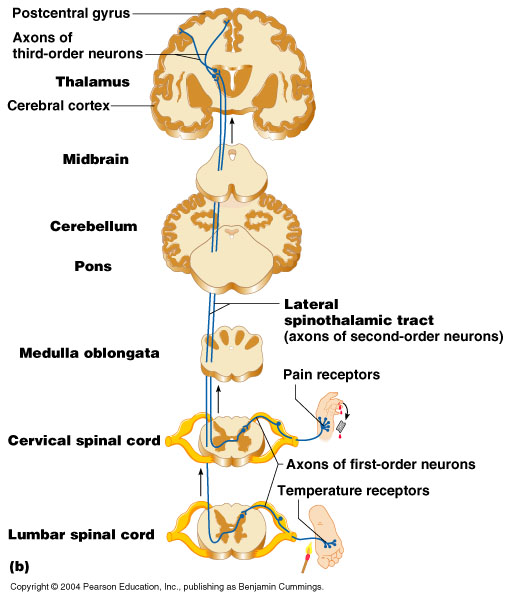 Postcentral gyrus
Axons of
third-order neurons
Thalamus
Cerebral cortex
Midbrain
Cerebellum
Pons
Lateral
spinothalamic tract
(axons of second-order neurons)
Medulla oblongata
Pain receptors
Cervical spinal cord
Axons of first-order neurons
Temperature receptors
Lumbar spinal cord
(b)
Copyright © 2004 Pearson Education, Inc., publishing as Benjamin Cummings.